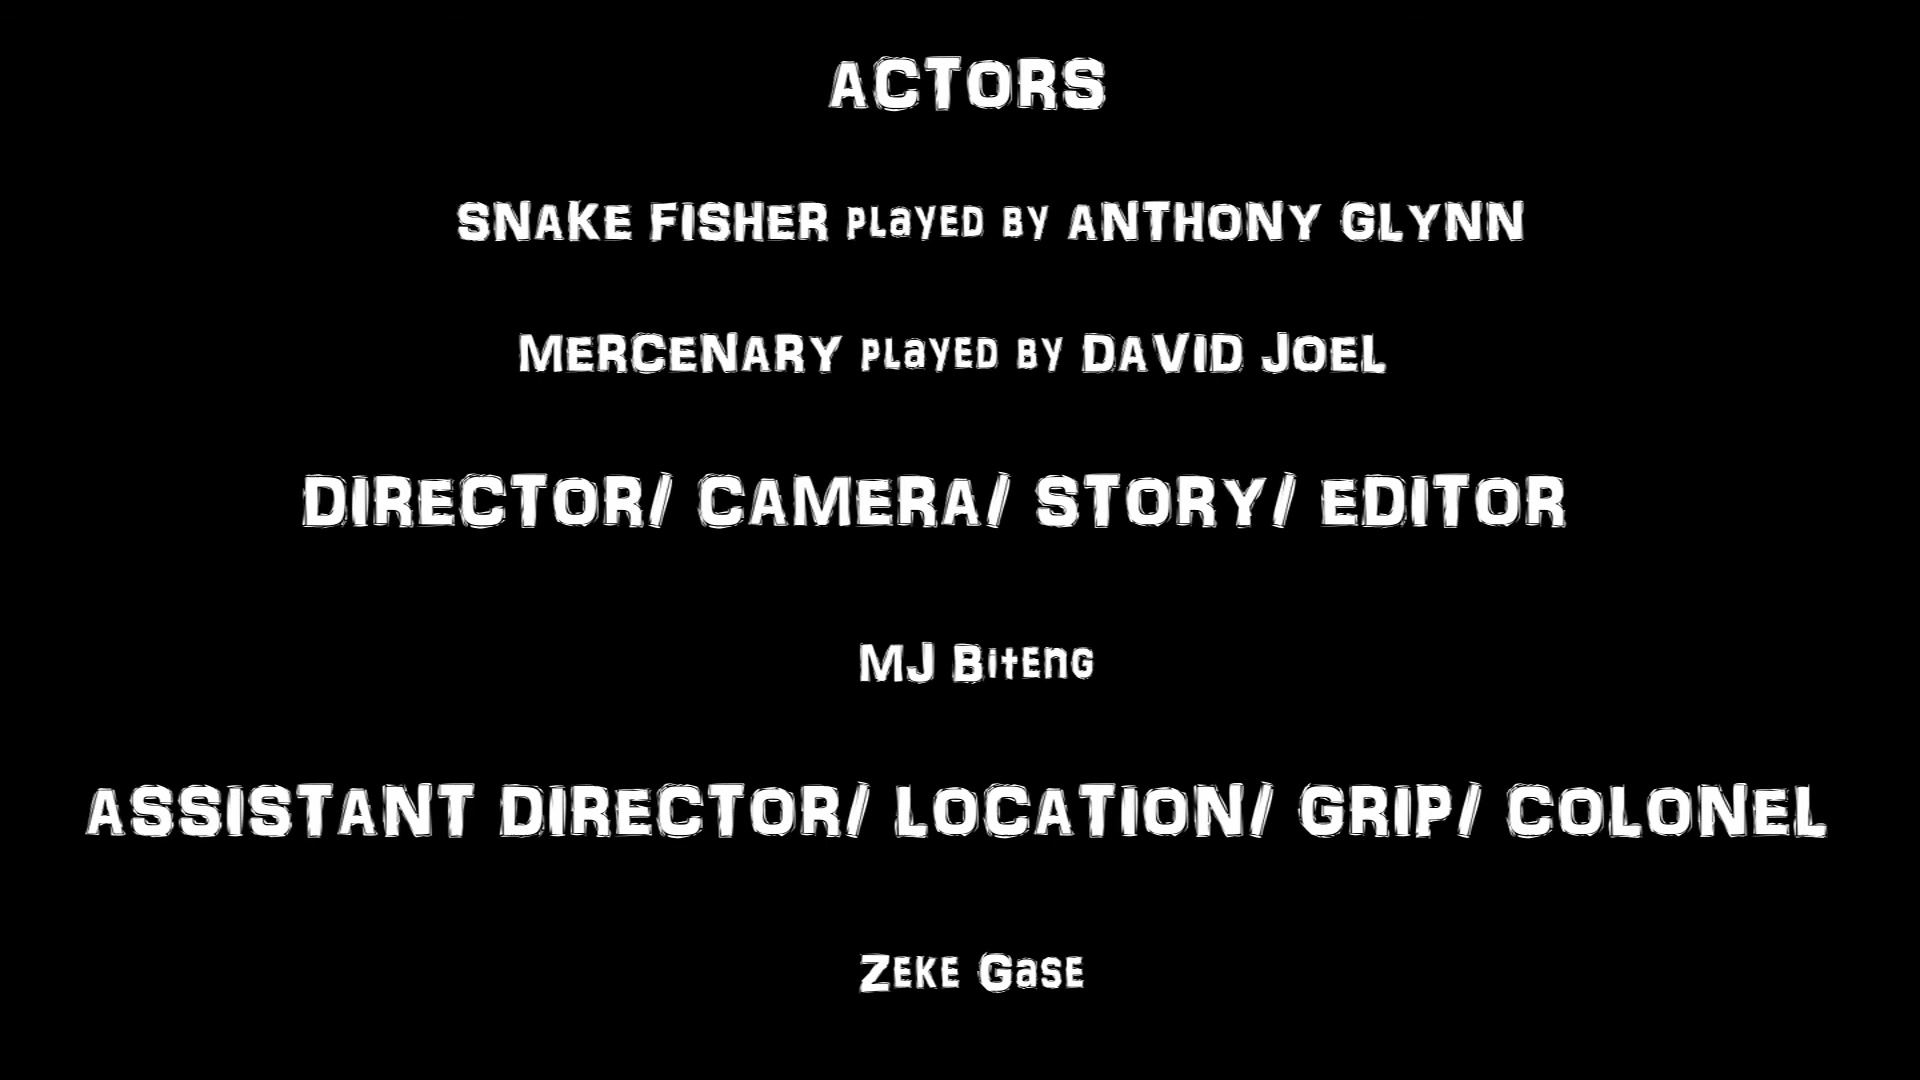 ACTORS
SNAKE FISHER PLAYED BY ANTHONY GLYNN
MERCENARY PLAYED BY DAVID JOEL
DIRECTOR/ CAMERA/ STORY/ EDITOR
MJ Biteng
ASSISTANT DIRECTOR/ LOCATION/ GRIP/ COLONEL
Zeke Gase